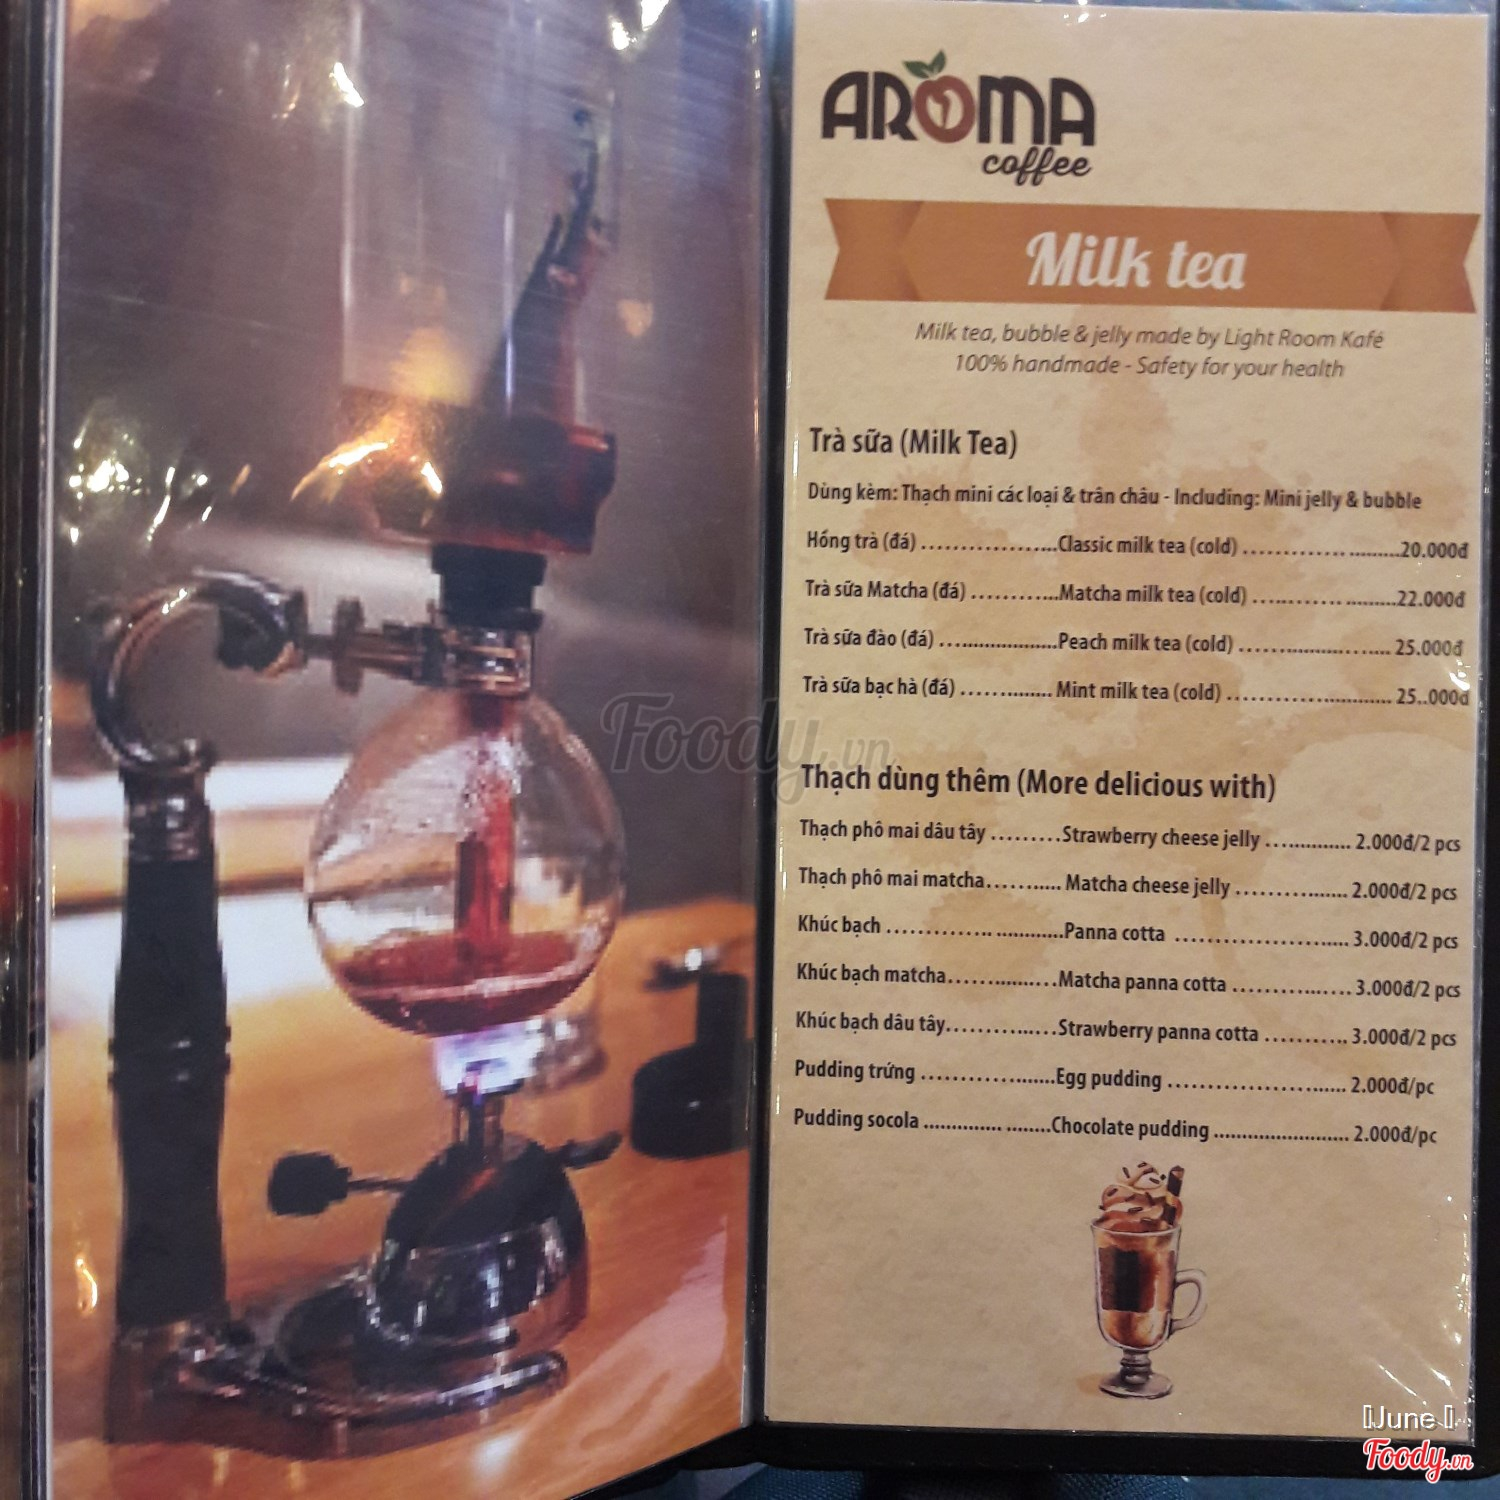 AROMA
coffee
Milk tea
Milk tea, bubble & jelly made by Light Room Kafé
100% handmade - Safety for your health
Trà sữa (Milk Tea)
Dùng kèm: Thạch mini các loại & trân châu - Including: Mini jelly & bubble
Hồng trà (đá) ....................Classic milk tea (cold) ........................20.000đ
Trà sữa Matcha (đá) ..............Matcha milk tea (cold) .......................22.000đ
Trà sữa đào (đá) ......................Peach milk tea (cold) ........................ 25.000đ
Trà sữa bạc hà (đá) ................ Mint milk tea (cold) ........................... 25..000đ
Foody.vn
Thạch dùng thêm (More delicious with)
Thạch phô mai dâu tây .........Strawberry cheese jelly ............... 2.000đ/2 pcs
Thạch phô mai matcha............ Matcha cheese jelly ................ 2.000đ/2 pcs
Khúc bạch ..........................Panna cotta ........................ 3.000đ/2 pcs
Khúc bạch matcha................Matcha panna cotta ................ 3.000đ/2 pcs
Khúc bạch dâu tây................Strawberry panna cotta ........... 3.000đ/2 pcs
Pudding trứng ....................Egg pudding ......................... 2.000đ/pc
Pudding socola ...................... Chocolate pudding ......................... 2.000đ/pc
June
Foody.vn